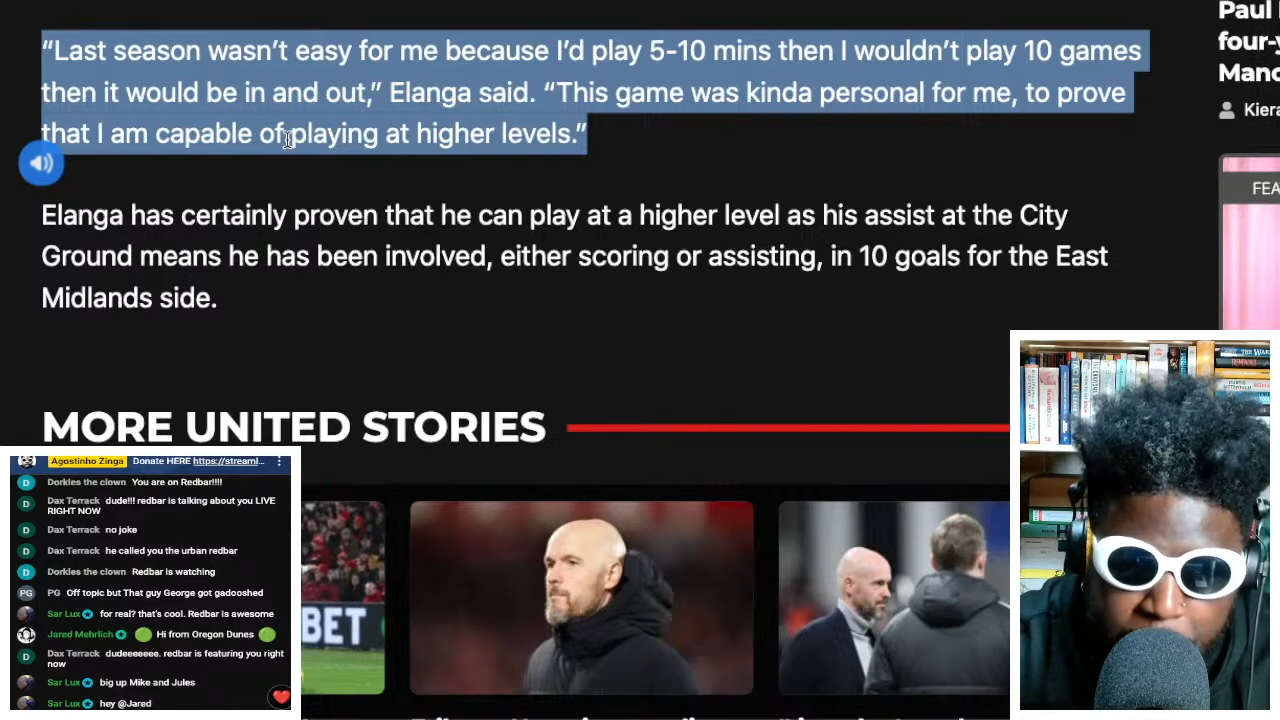 “Last season wasn’t easy for me because I’d play 5-10 mins then I wouldn’t play 10 games
then it would be in and out,” Elanga said. “This game was kinda personal for me, to prove
that I am capable of playing at higher levels.”
Elanga has certainly proven that he can play at a higher level as his assist at the City
Ground means he has been involved, either scoring or assisting, in 10 goals for the East
Midlands side.
MORE UNITED STORIES
Paul
four-y
Manc
Kiera
FEA
BET
Agostinho Zinga Donate HERE https://streaml...
D Dorkles the clown You are on Redbar!!!!
D Dax Terrack dude!!! redbar is talking about you LIVE
RIGHT NOW
D Dax Terrack no joke
D Dax Terrack he called you the urban redbar
D Dorkles the clown Redbar is watching
PG PG Off topic but That guy George got gadooshed
Sar Lux for real? that's cool. Redbar is awesome
Jared Mehrlich Hi from Oregon Dunes
D Dax Terrack dudeeeeeee. redbar is featuring you right
now
Sar Lux big up Mike and Jules
Sar Lux hey @Jared